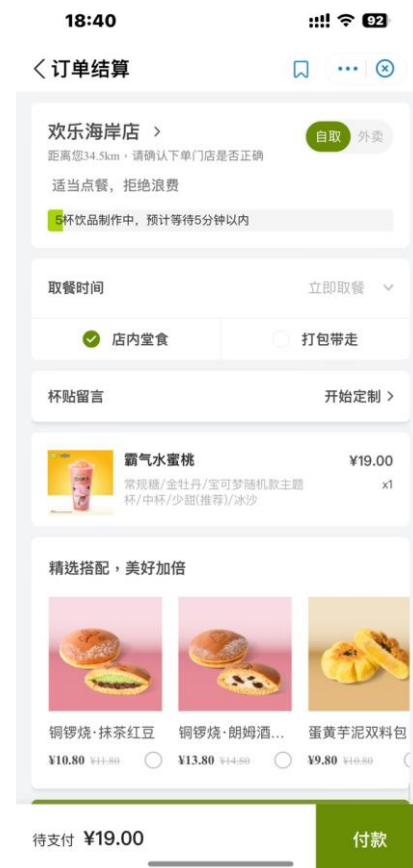 18:40
92
订单结算
欢乐海岸店
自取 外卖
距离您34.5km，请确认下单门店是否正确
适当点餐，拒绝浪费
5杯饮品制作中，预计等待5分钟以内
取餐时间 立即取餐
店内堂食 打包带走
杯贴留言 开始定制
霸气水蜜桃 ¥19.00
常规糖/金牡丹/宝可梦随机款主题 x1
杯/中杯/少甜(推荐)/冰沙
精选搭配，美好加倍
铜锣烧·抹茶红豆 铜锣烧·朗姆酒... 蛋黄芋泥双料包
¥10.80 ¥11.80 ¥13.80 ¥14.80 ¥9.80 ¥10.80
待支付 ¥19.00 付款